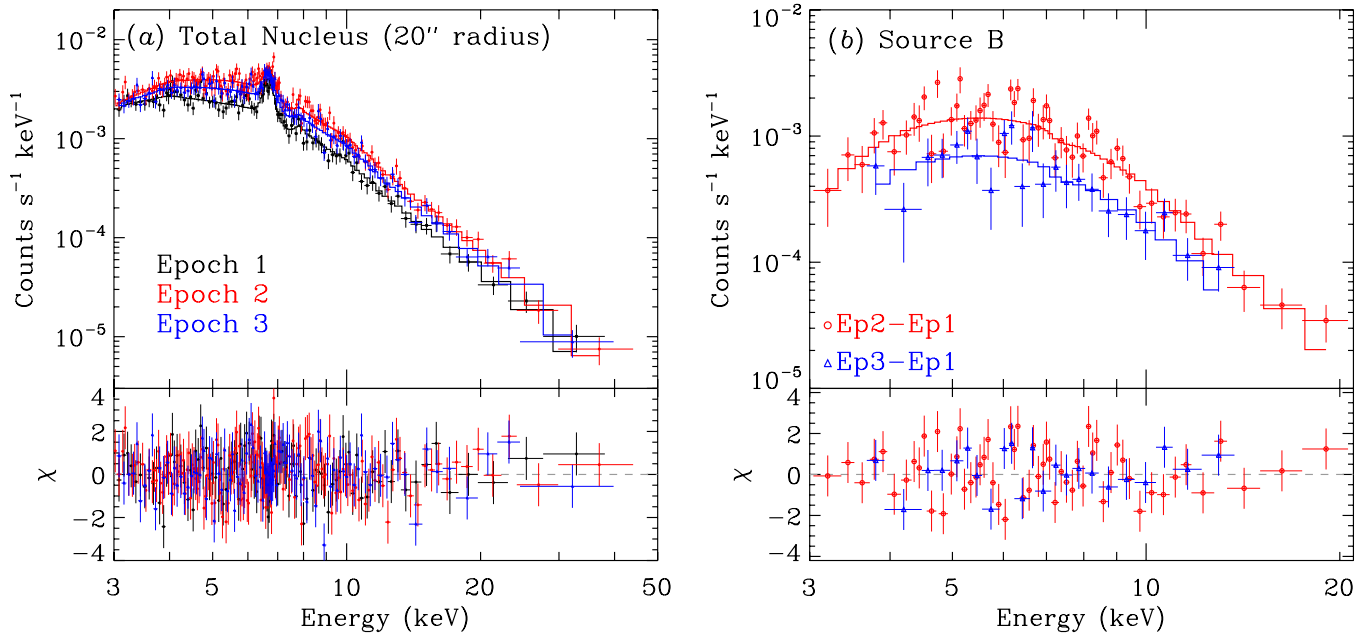 (a) Total Nucleus (20″ radius)
10⁻²
10⁻³
10⁻⁴
10⁻⁵
Counts s⁻¹ keV⁻¹
Epoch 1
Epoch 2
Epoch 3
4
2
0
−2
−4
χ
3 5 10 20 50
Energy (keV)
(b) Source B
10⁻²
10⁻³
10⁻⁴
10⁻⁵
Counts s⁻¹ keV⁻¹
Ep2−Ep1
Ep3−Ep1
4
2
0
−2
−4
χ
3 5 10 20
Energy (keV)